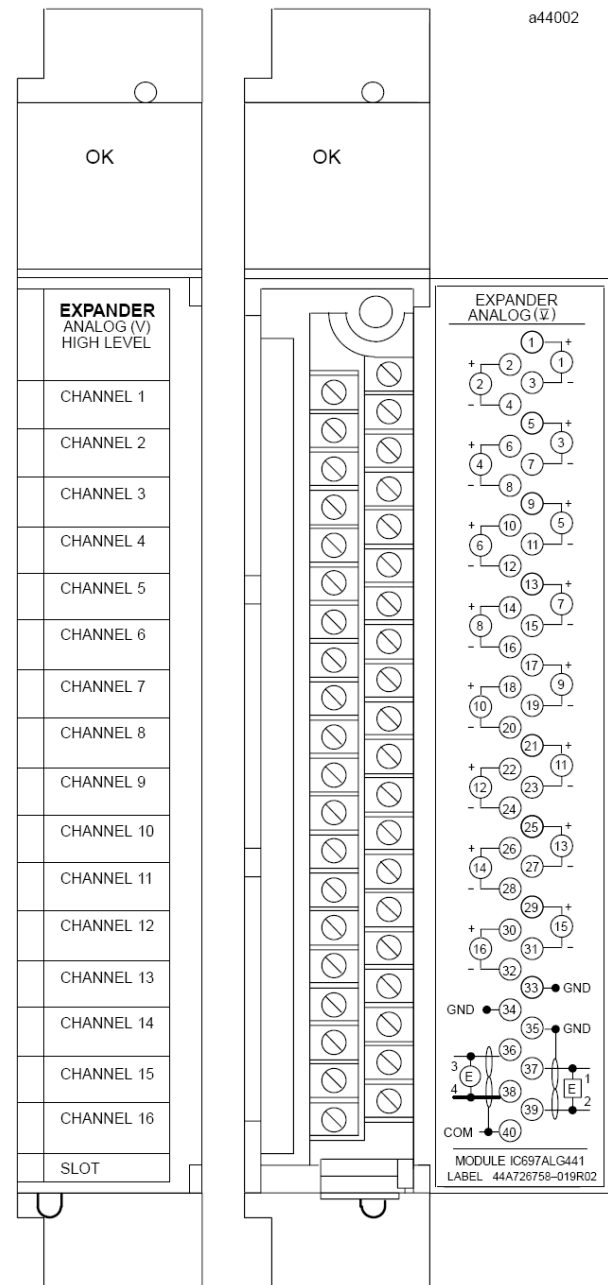 a44002
OK
OK
EXPANDER
ANALOG (V)
HIGH LEVEL
CHANNEL 1
CHANNEL 2
CHANNEL 3
CHANNEL 4
CHANNEL 5
CHANNEL 6
CHANNEL 7
CHANNEL 8
CHANNEL 9
CHANNEL 10
CHANNEL 11
CHANNEL 12
CHANNEL 13
CHANNEL 14
CHANNEL 15
CHANNEL 16
SLOT
EXPANDER
ANALOG (V)
1 +
+ 2 1
2 3 −
− 4
5 +
+ 6 3
4 7 −
− 8
9 +
+ 10 5
6 11 −
− 12
13 +
+ 14 7
8 15 −
− 16
17 +
+ 18 9
10 19 −
− 20
21 +
+ 22 11
12 23 −
− 24
25 +
+ 26 13
14 27 −
− 28
29 +
+ 30 15
16 31 −
− 32
33 GND
GND 34
35 GND
36
3 37
E E 1
4 38
39 2
COM 40
MODULE IC697ALG441
LABEL 44A726758–019R02